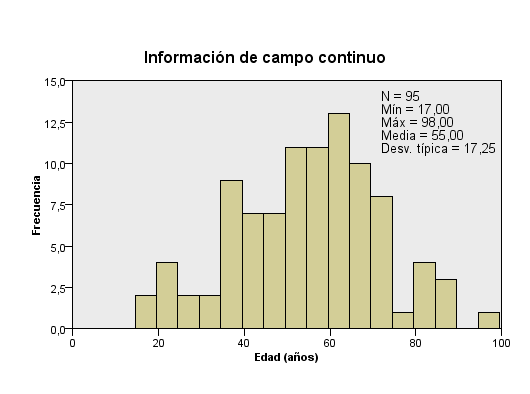 Información de campo continuo
N = 95
Mín = 17,00
Máx = 98,00
Media = 55,00
Desv. típica = 17,25
Frecuencia
15,0
12,5
10,0
7,5
5,0
2,5
0,0
0 20 40 60 80 100
Edad (años)